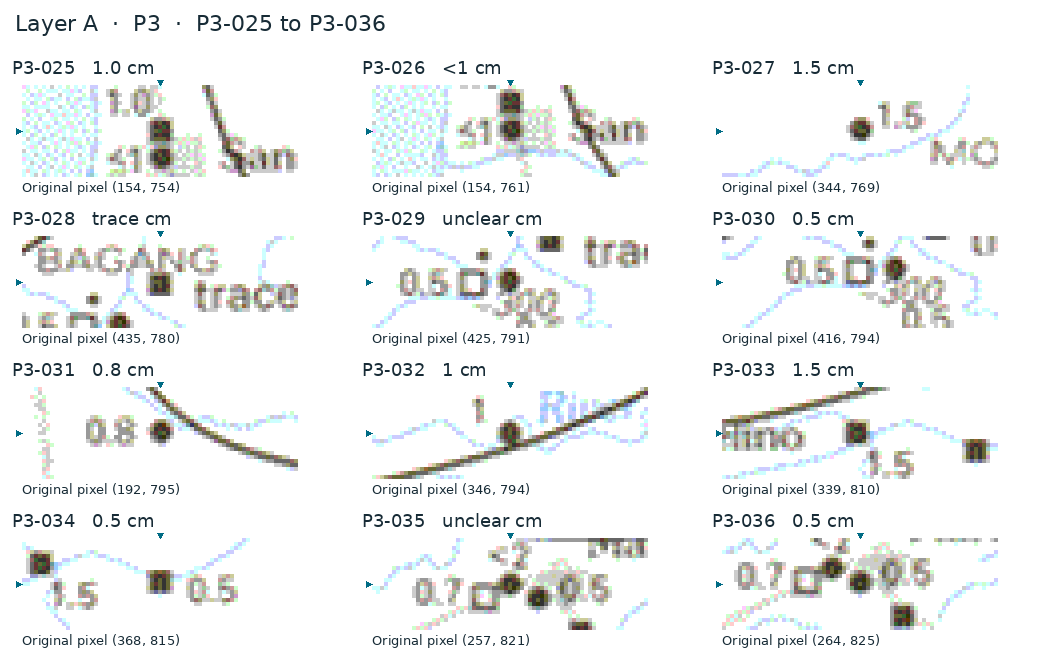 Layer A · P3 · P3-025 to P3-036
P3-025 1.0 cm
1.0
≤1
San
Original pixel (154, 754)
P3-026 <1 cm
≤1
San
Original pixel (154, 761)
P3-027 1.5 cm
1.5
MO
Original pixel (344, 769)
P3-028 trace cm
BAGANG
trace
Original pixel (435, 780)
P3-029 unclear cm
trac
0.5
300
Original pixel (425, 791)
P3-030 0.5 cm
0.5
300
0.5
Original pixel (416, 794)
P3-031 0.8 cm
0.8
Original pixel (192, 795)
P3-032 1 cm
1
River
Original pixel (346, 794)
P3-033 1.5 cm
lino
1.5
Original pixel (339, 810)
P3-034 0.5 cm
1.5
0.5
Original pixel (368, 815)
P3-035 unclear cm
<2
0.7
0.5
Original pixel (257, 821)
P3-036 0.5 cm
0.7
0.5
Original pixel (264, 825)